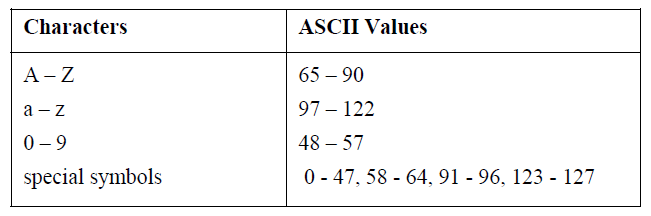 Characters ASCII Values
A – Z 65 – 90
a – z 97 – 122
0 – 9 48 – 57
special symbols 0 - 47, 58 - 64, 91 - 96, 123 - 127